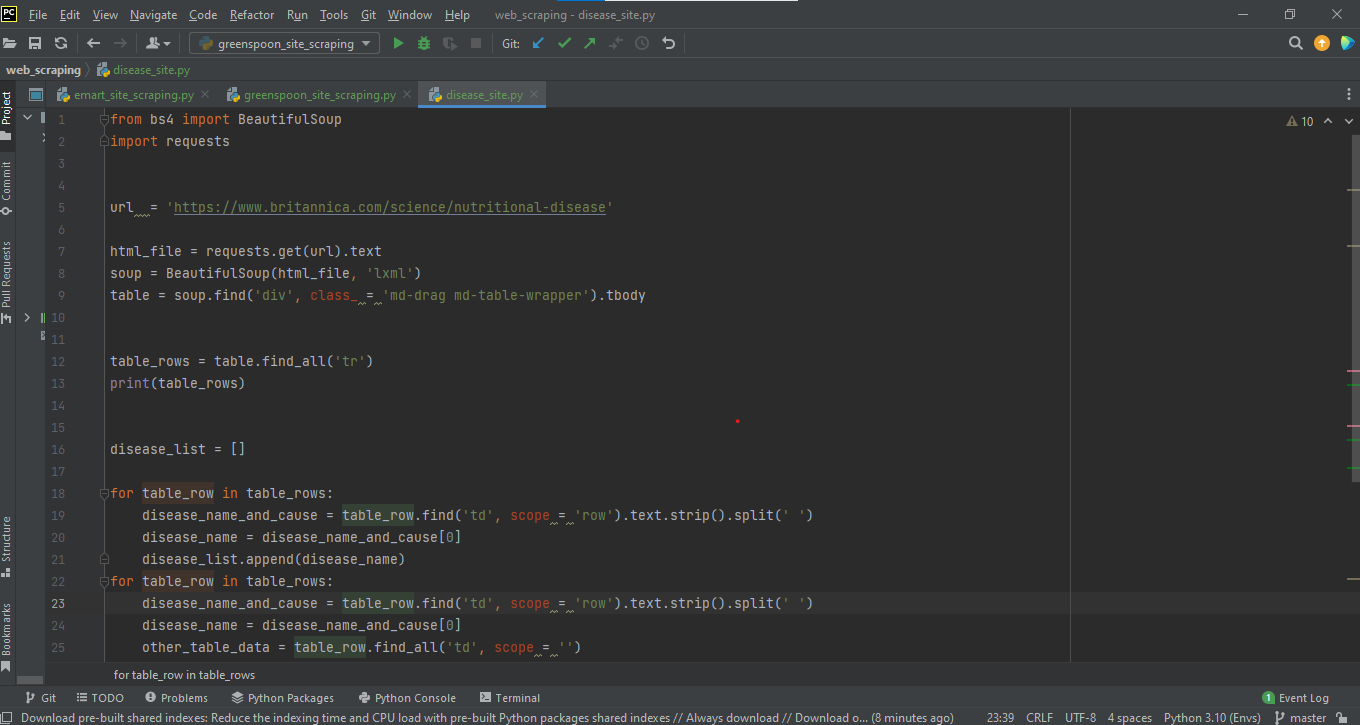 PC File Edit View Navigate Code Refactor Run Tools Git Window Help web_scraping - disease_site.py
greenspoon_site_scraping Git:
web_scraping disease_site.py
emart_site_scraping.py greenspoon_site_scraping.py disease_site.py
Project
Commit
Pull Requests
Structure
Bookmarks
10
1 from bs4 import BeautifulSoup
2 import requests
3
4
5 url = 'https://www.britannica.com/science/nutritional-disease'
6
7 html_file = requests.get(url).text
8 soup = BeautifulSoup(html_file, 'lxml')
9 table = soup.find('div', class_ = 'md-drag md-table-wrapper').tbody
10
11
12 table_rows = table.find_all('tr')
13 print(table_rows)
14
15
16 disease_list = []
17
18 for table_row in table_rows:
19 disease_name_and_cause = table_row.find('td', scope = 'row').text.strip().split(' ')
20 disease_name = disease_name_and_cause[0]
21 disease_list.append(disease_name)
22 for table_row in table_rows:
23 disease_name_and_cause = table_row.find('td', scope = 'row').text.strip().split(' ')
24 disease_name = disease_name_and_cause[0]
25 other_table_data = table_row.find_all('td', scope = '')
for table_row in table_rows
Git TODO Problems Python Packages Python Console Terminal 1 Event Log
Download pre-built shared indexes: Reduce the indexing time and CPU load with pre-built Python packages shared indexes // Always download // Download o... (8 minutes ago) 23:39 CRLF UTF-8 4 spaces Python 3.10 (Envs) master